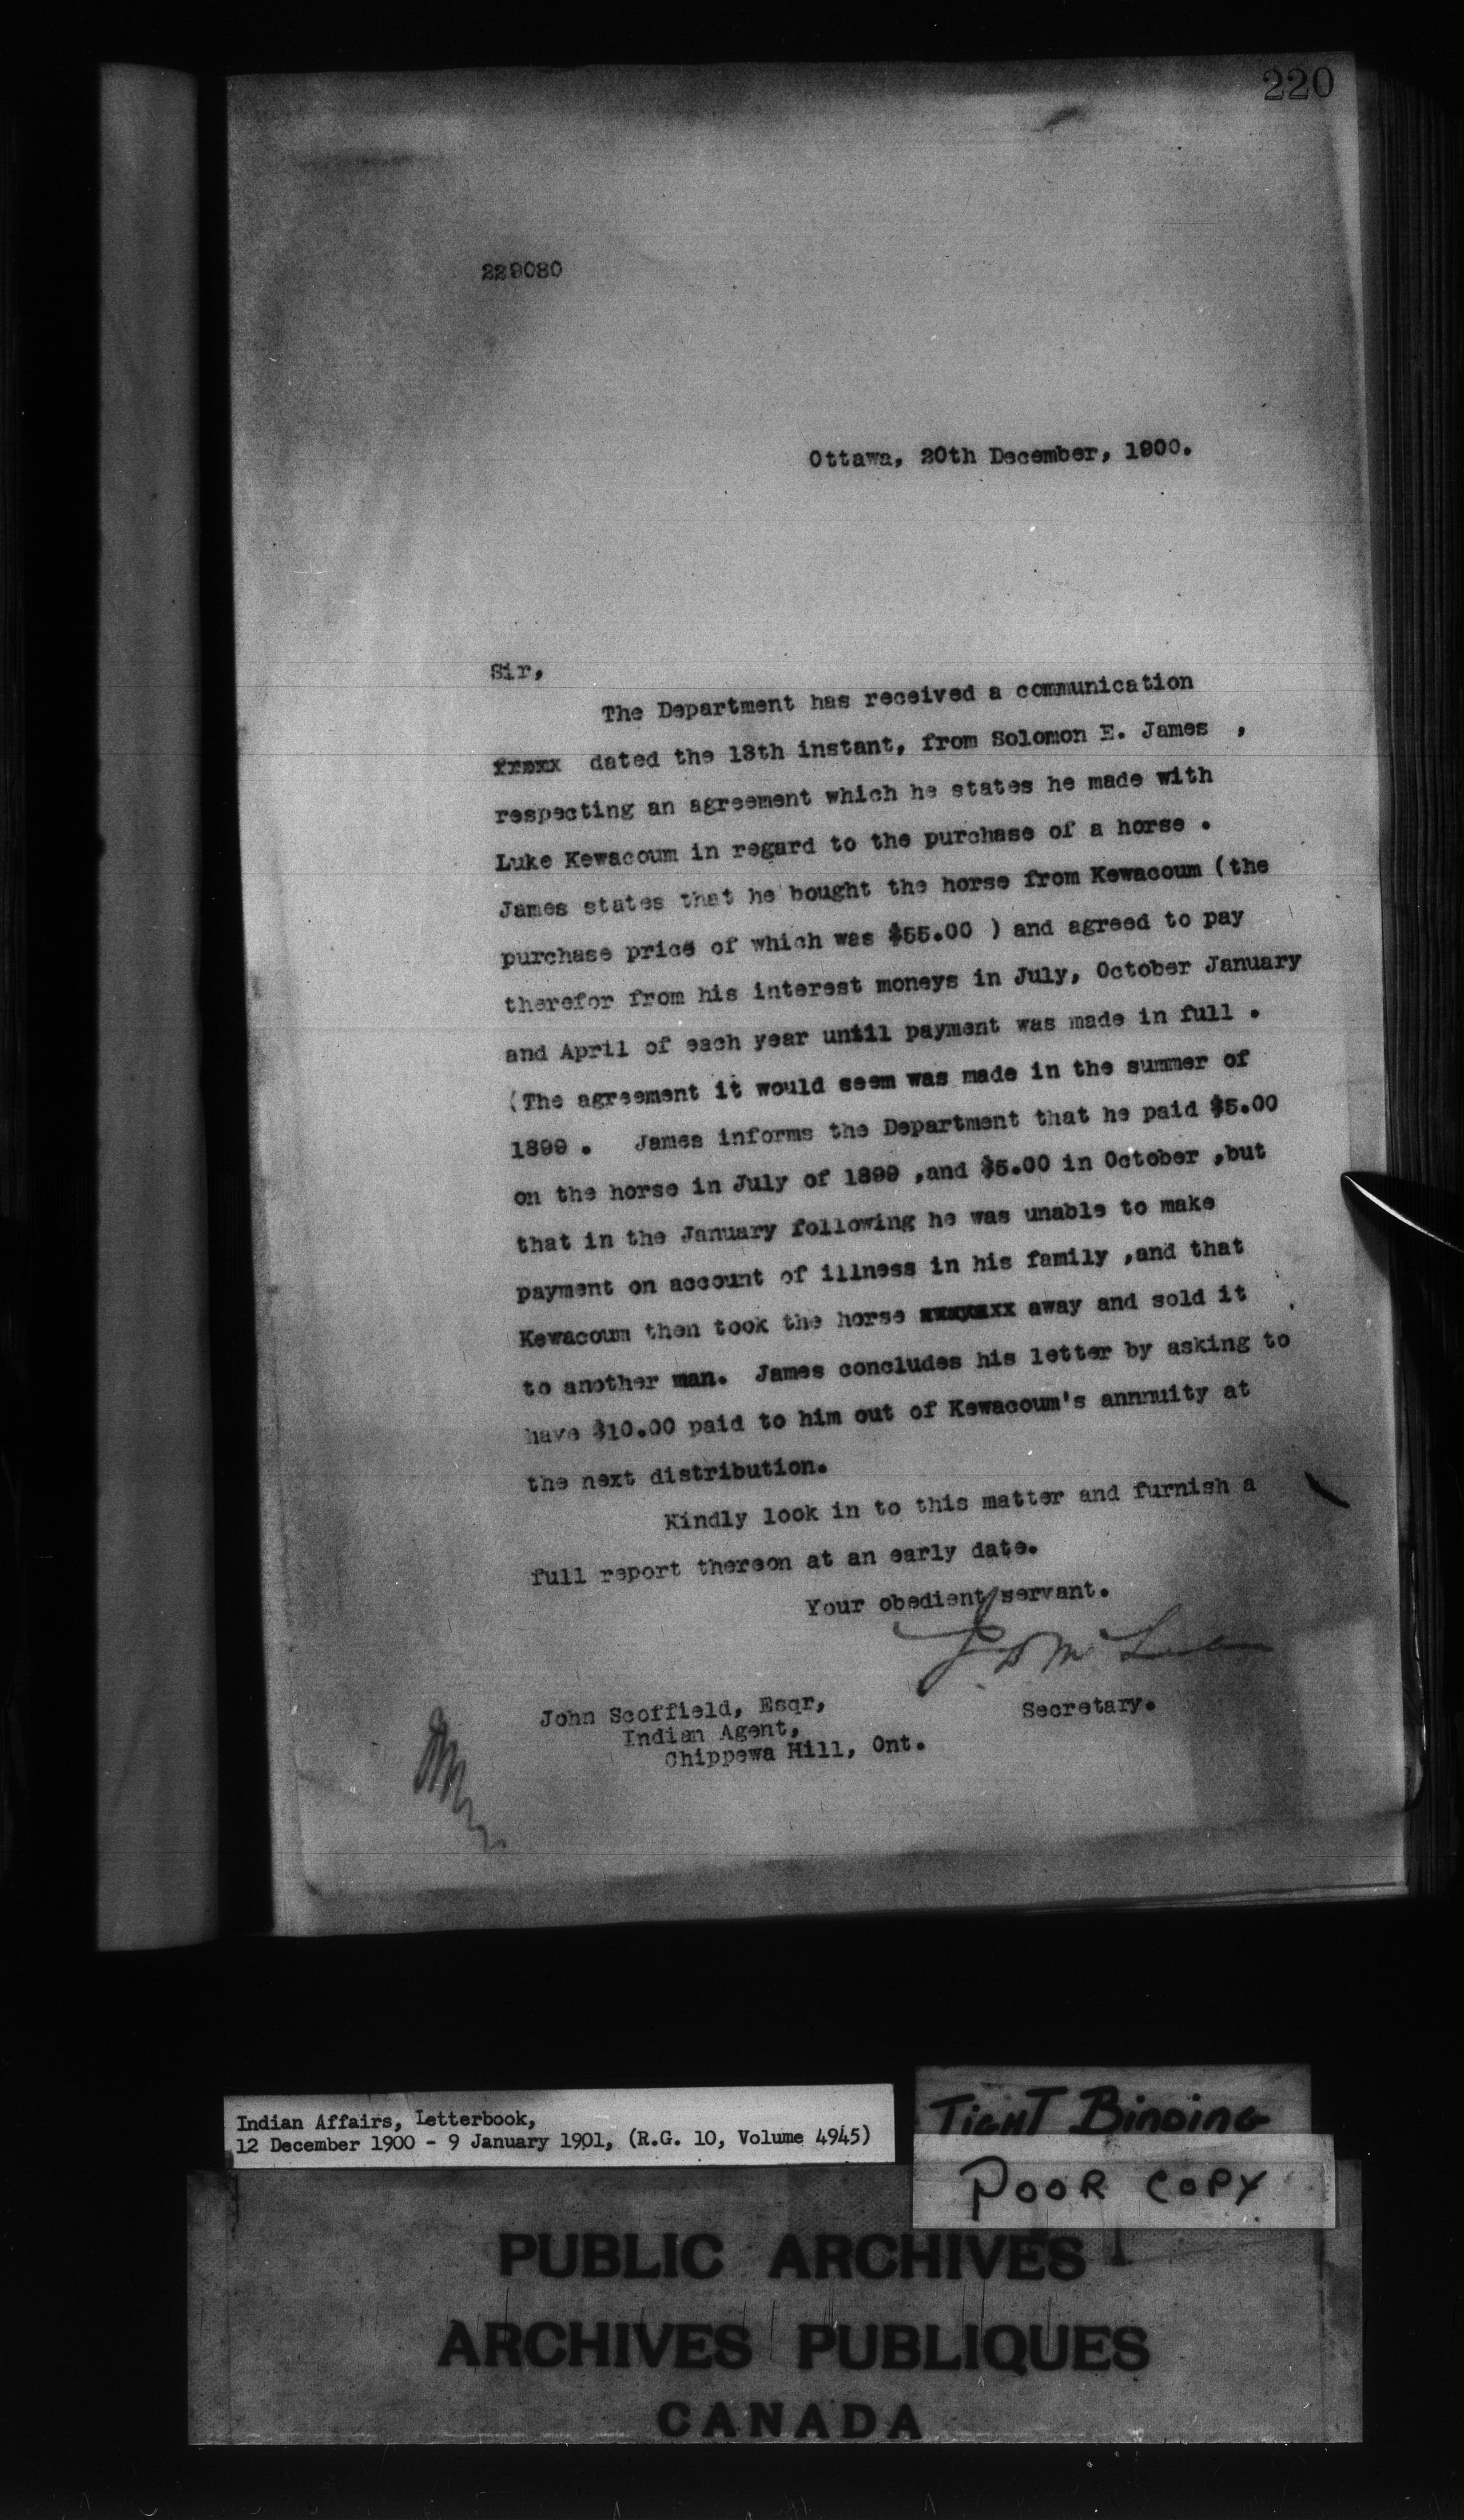 220
229080
Ottawa, 20th December, 1900.
Sir,
The Department has received a communication
dated the 13th instant, from Solomon E. James ,
respecting an agreement which he states he made with
Luke Kewacoum in regard to the purchase of a horse .
James states that he bought the horse from Kewacoum (the
purchase price of which was $55.00 ) and agreed to pay
therefor from his interest moneys in July, October January
and April of each year until payment was made in full .
(The agreement it would seem was made in the summer of
1899 . James informs the Department that he paid $5.00
on the horse in July of 1899 ,and $5.00 in October ,but
that in the January following he was unable to make
payment on account of illness in his family ,and that
Kewacoum then took the horse away and sold it
to another man. James concludes his letter by asking to
have $10.00 paid to him out of Kewacoum's annnuity at
the next distribution.
Kindly look in to this matter and furnish a
full report thereon at an early date.
Your obedient servant.
J. D. McLean
Secretary.
John Scoffield, Esqr,
Indian Agent,
Chippewa Hill, Ont.
Indian Affairs, Letterbook,
12 December 1900 - 9 January 1901, (R.G. 10, Volume 4945)
TIGHT BINDING
POOR COPY
PUBLIC ARCHIVES
ARCHIVES PUBLIQUES
CANADA